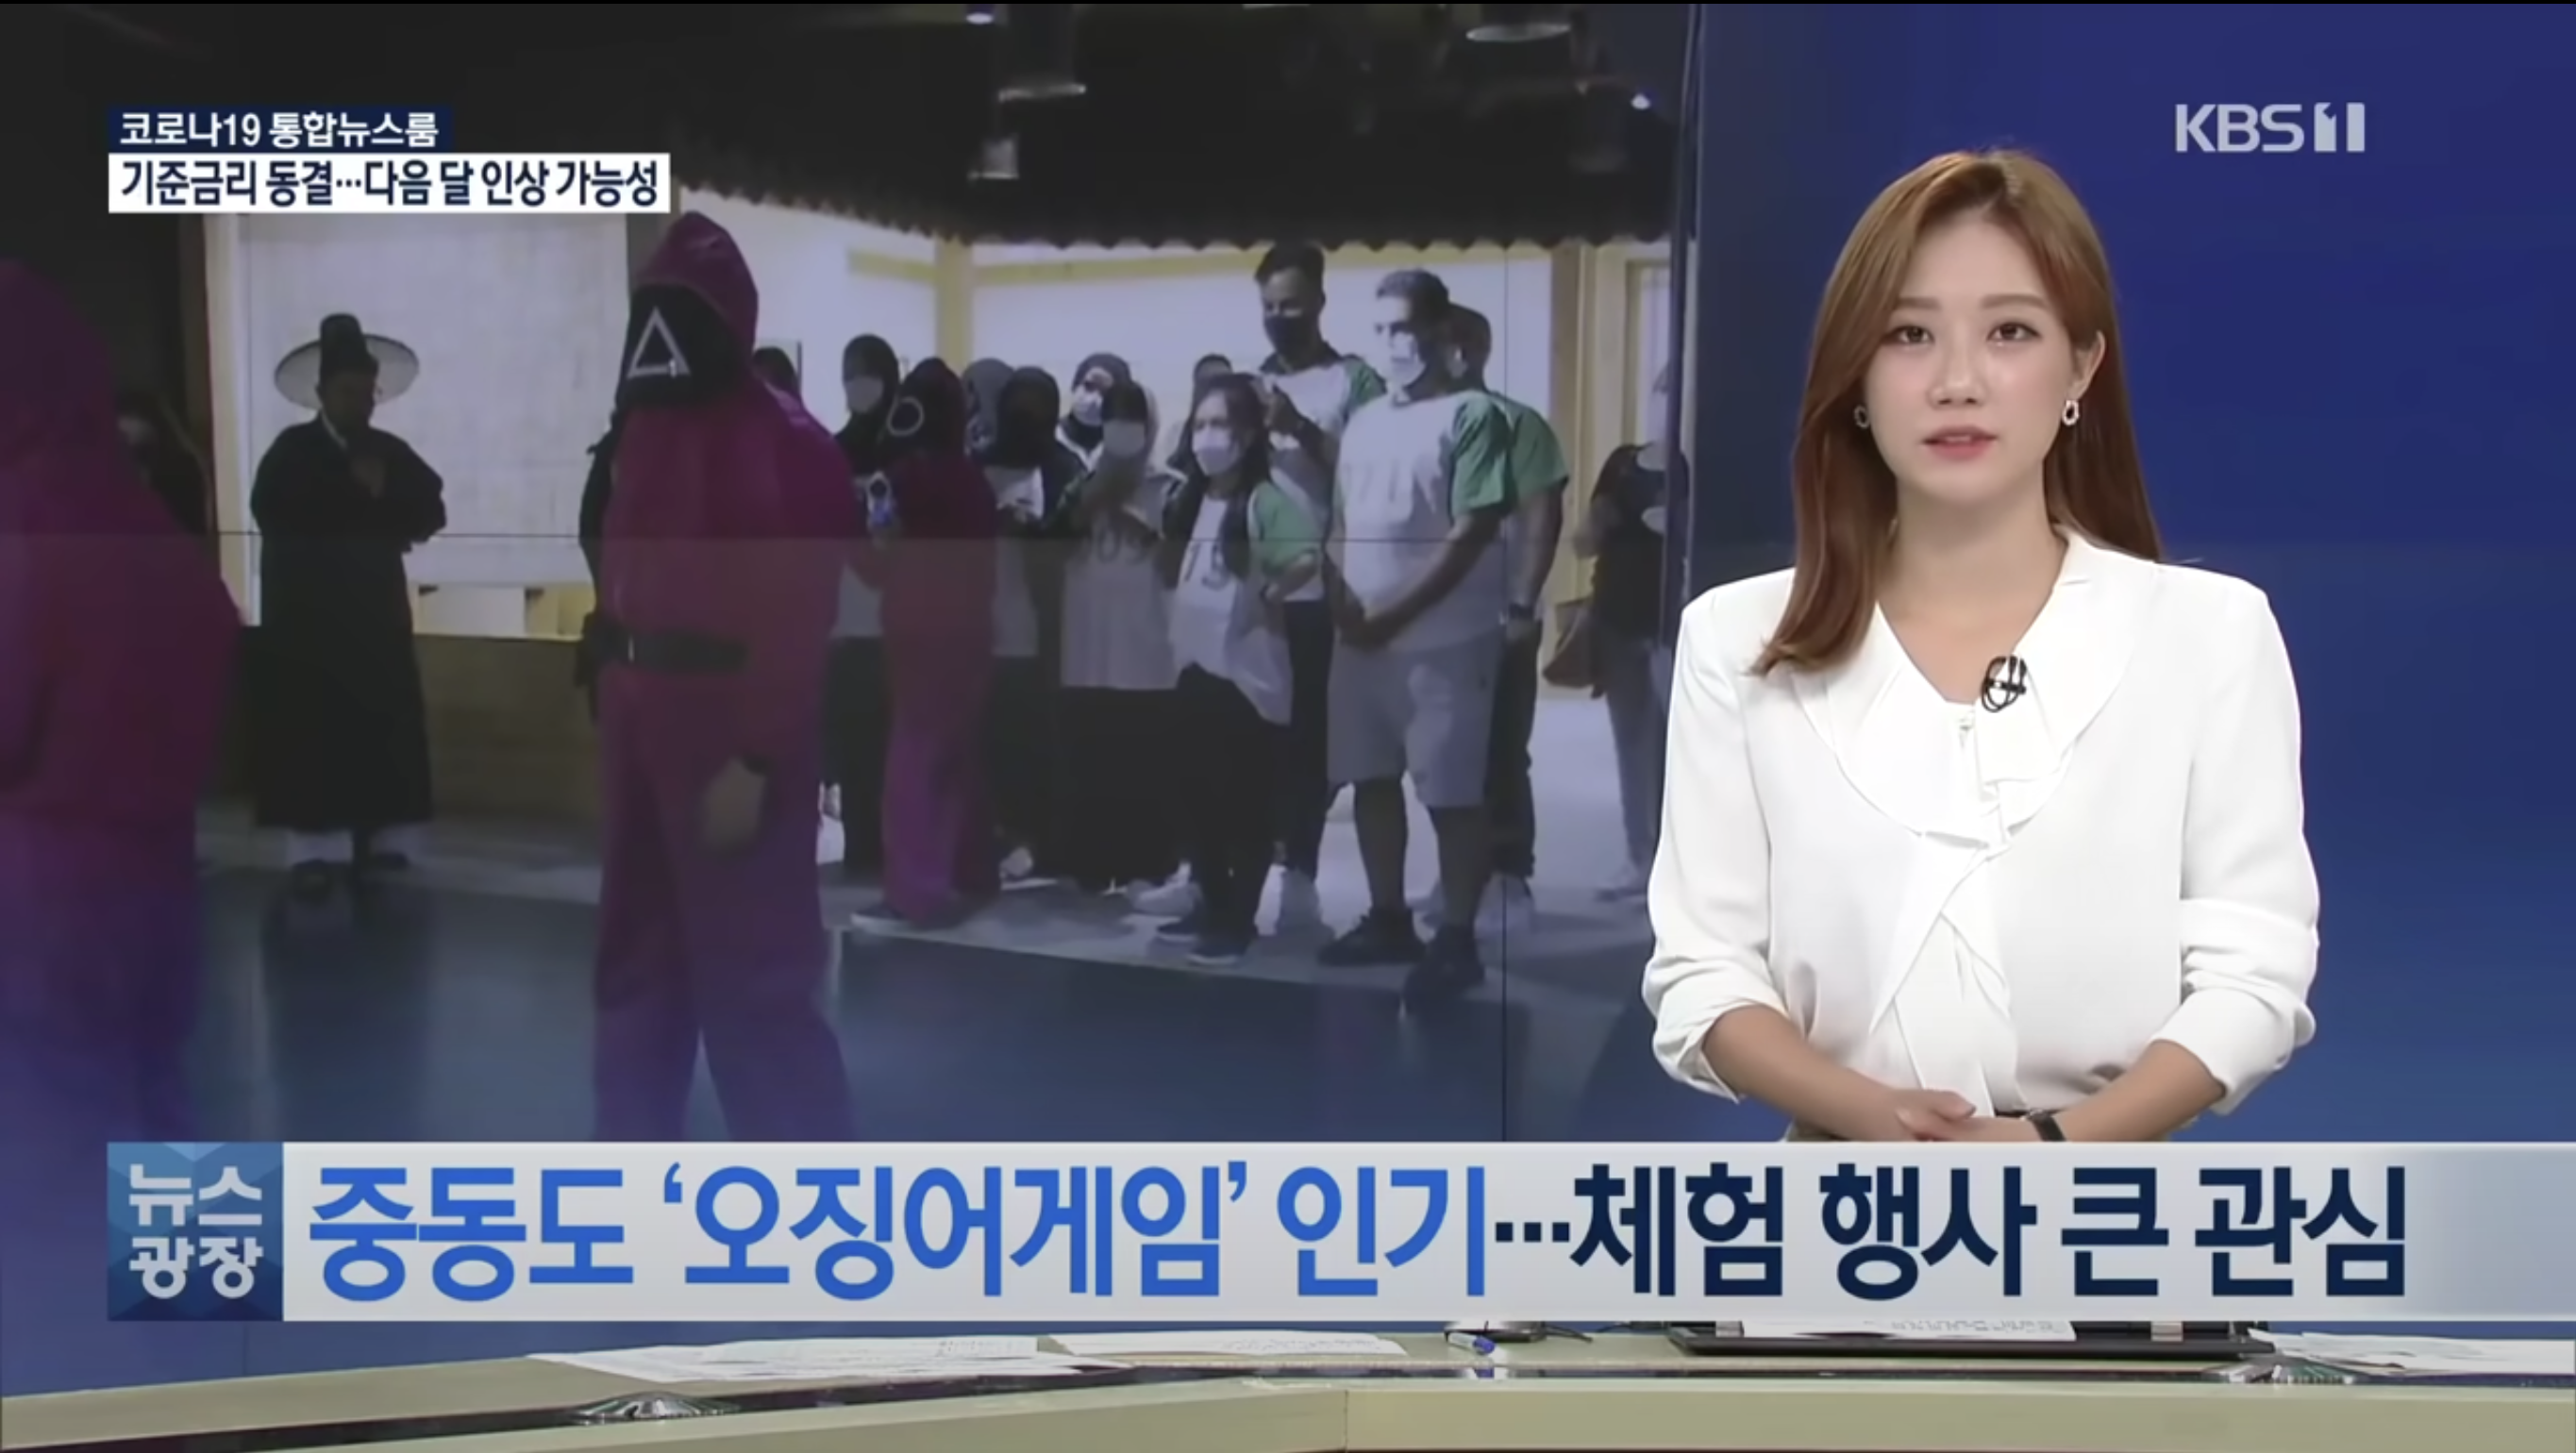 코로나19 통합뉴스룸
기준금리 동결…다음 달 인상 가능성
KBS 1
뉴스
광장
중동도 ‘오징어게임’ 인기…체험 행사 큰 관심